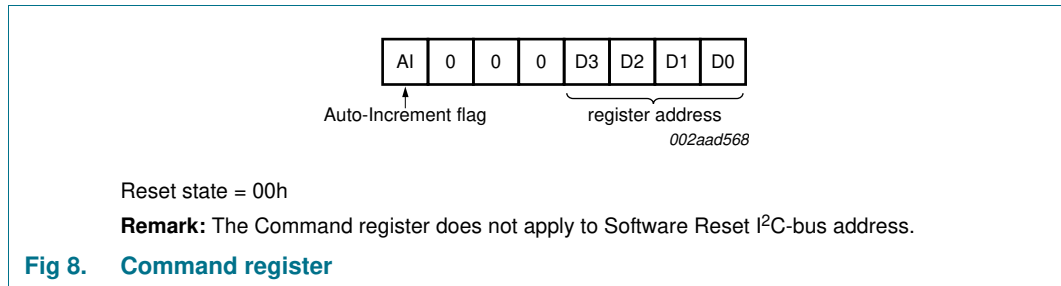 AI 0 0 0 D3 D2 D1 D0
Auto-Increment flag register address
002aad568
Reset state = 00h
Remark: The Command register does not apply to Software Reset I²C-bus address.
Fig 8. Command register